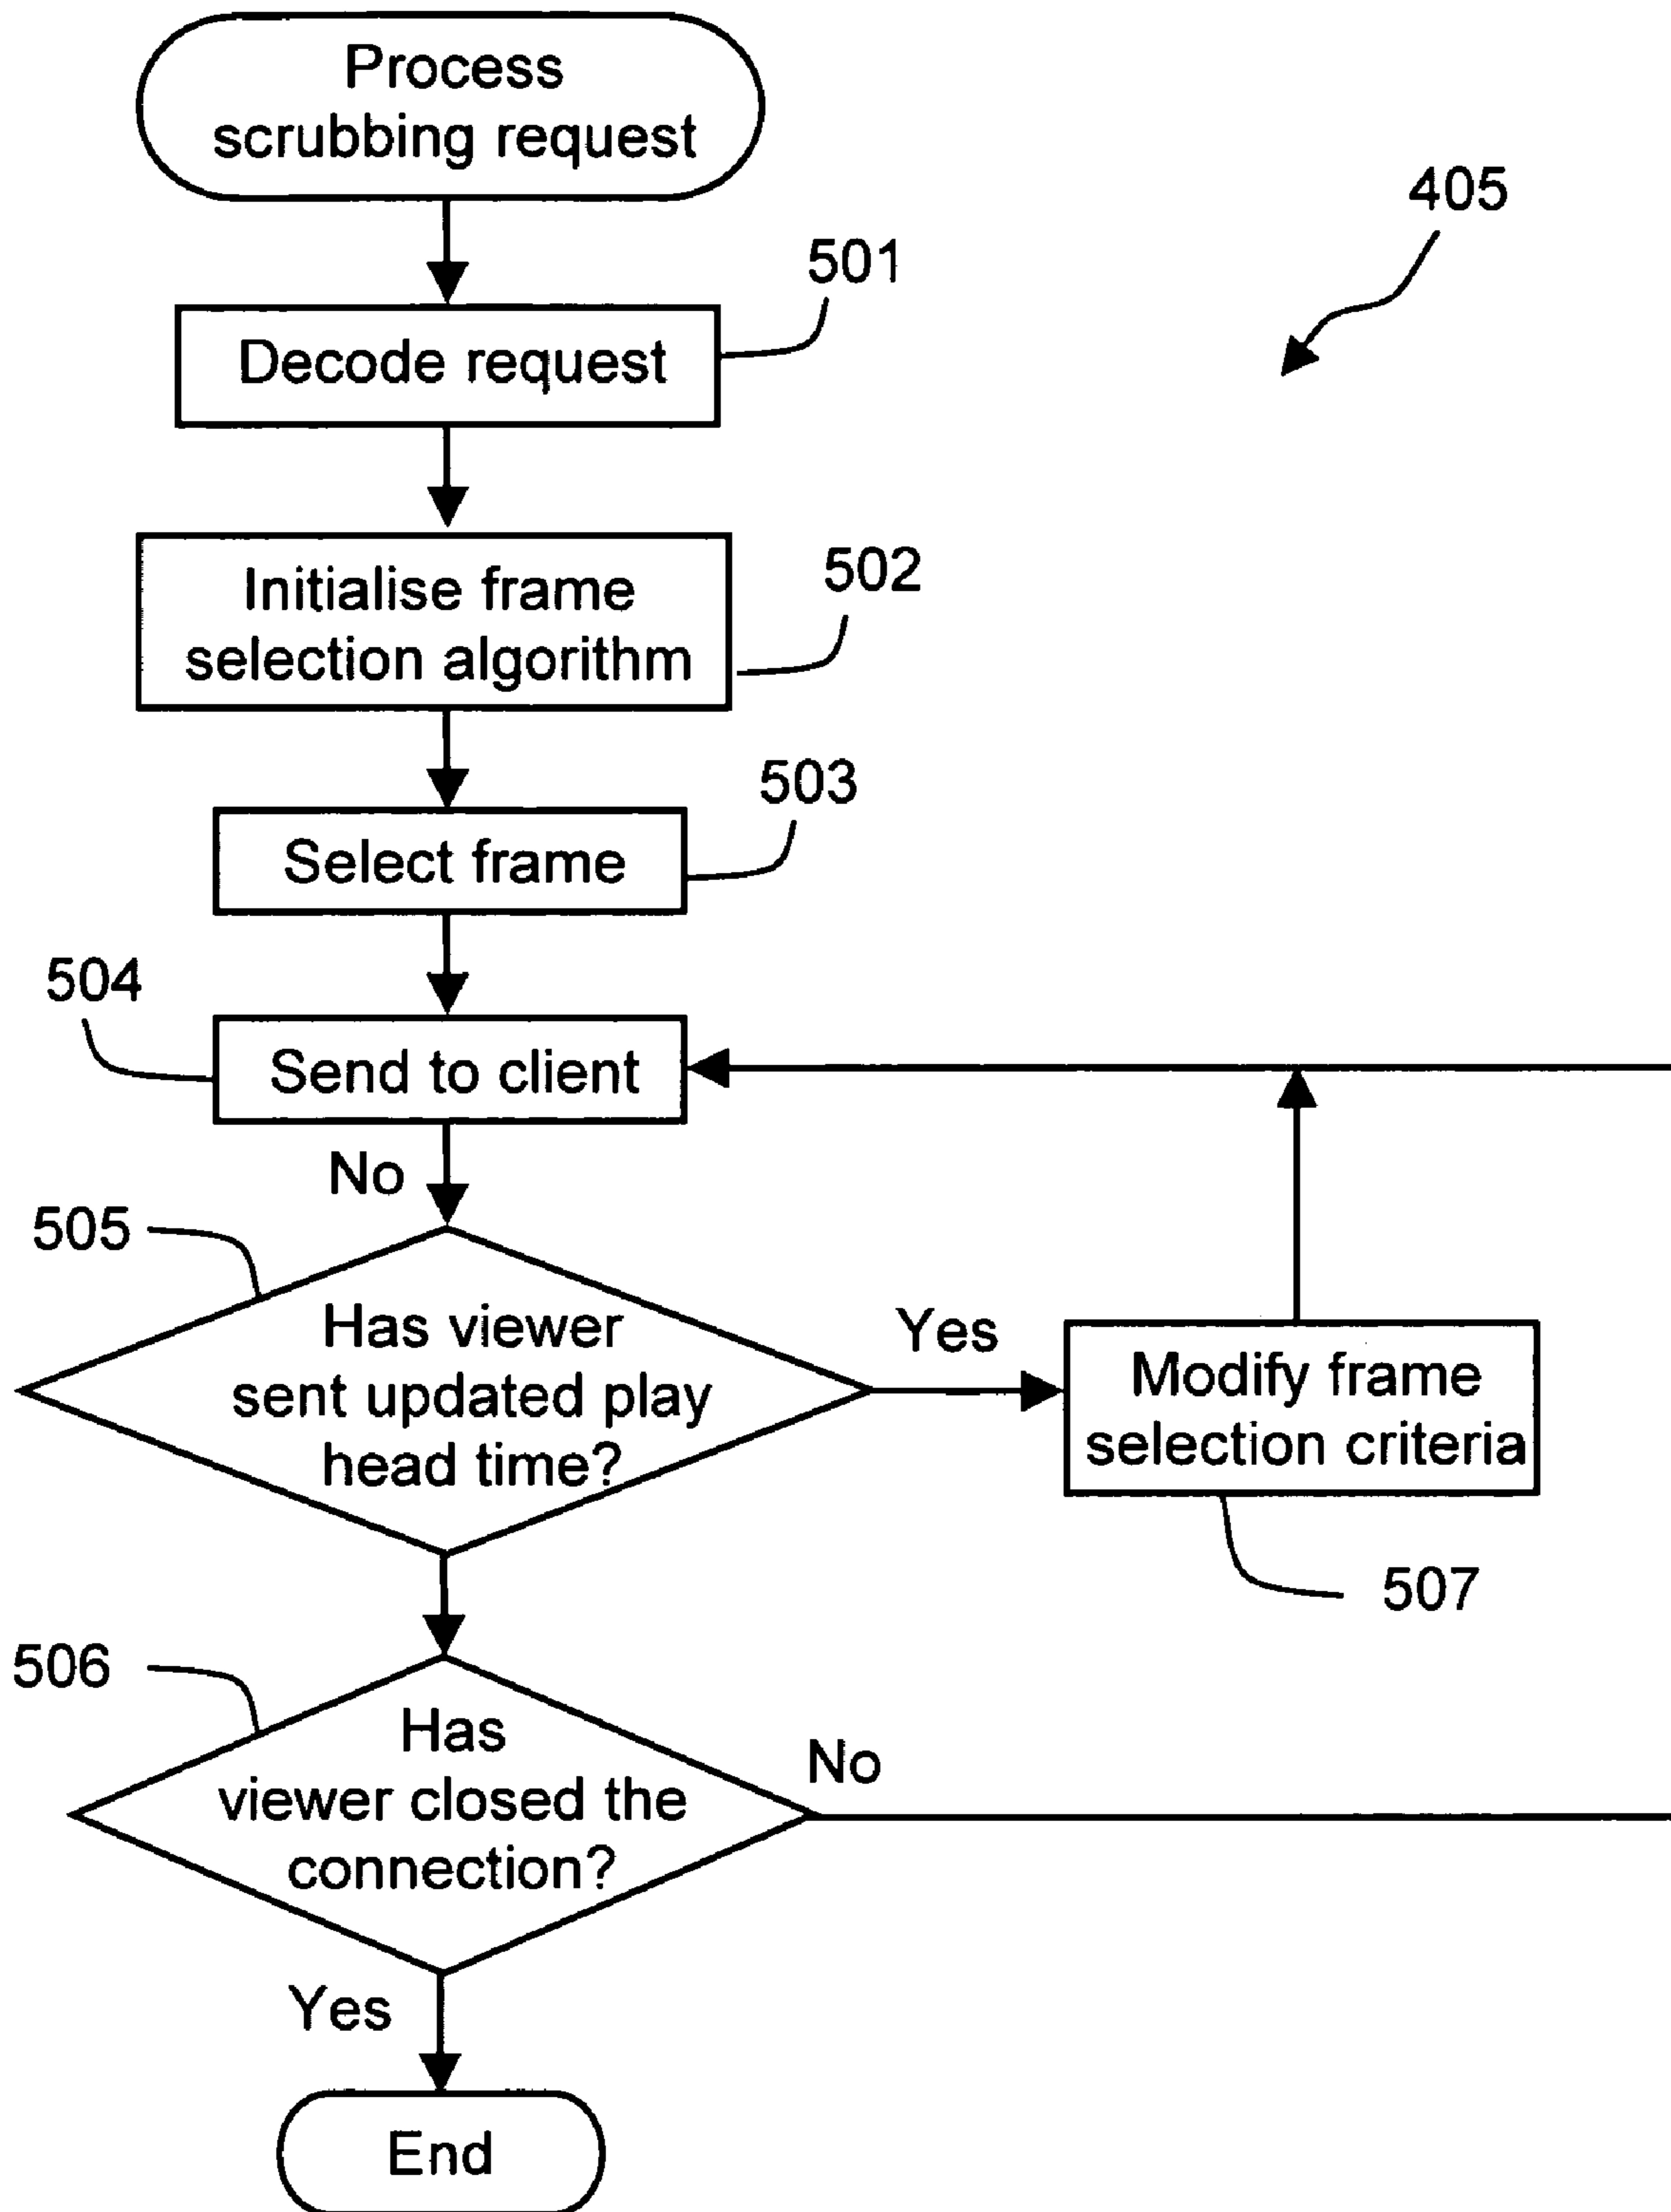 Process
scrubbing request
405
501
Decode request
502
Initialise frame
selection algorithm
503
Select frame
504
Send to client
No
505
Has viewer
sent updated play
head time?
Yes
Modify frame
selection criteria
507
506
Has
viewer closed the
connection?
No
Yes
End